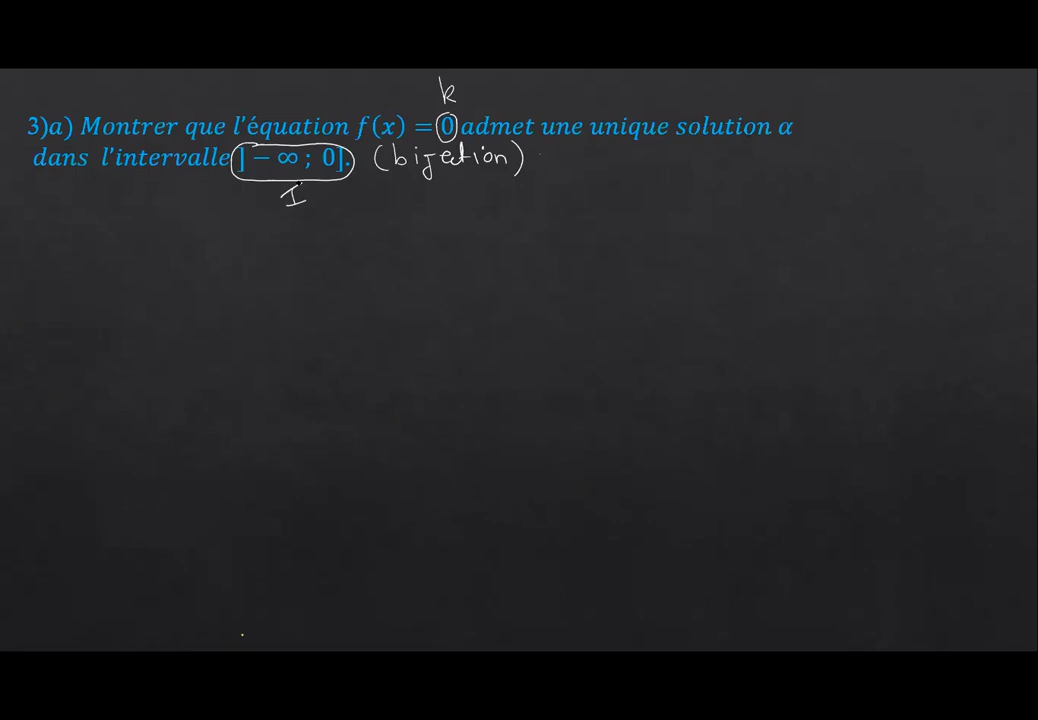 k
3)a) Montrer que l'équation f(x) = 0 admet une unique solution α
dans l'intervalle ]−∞ ; 0]. (bijection)
I